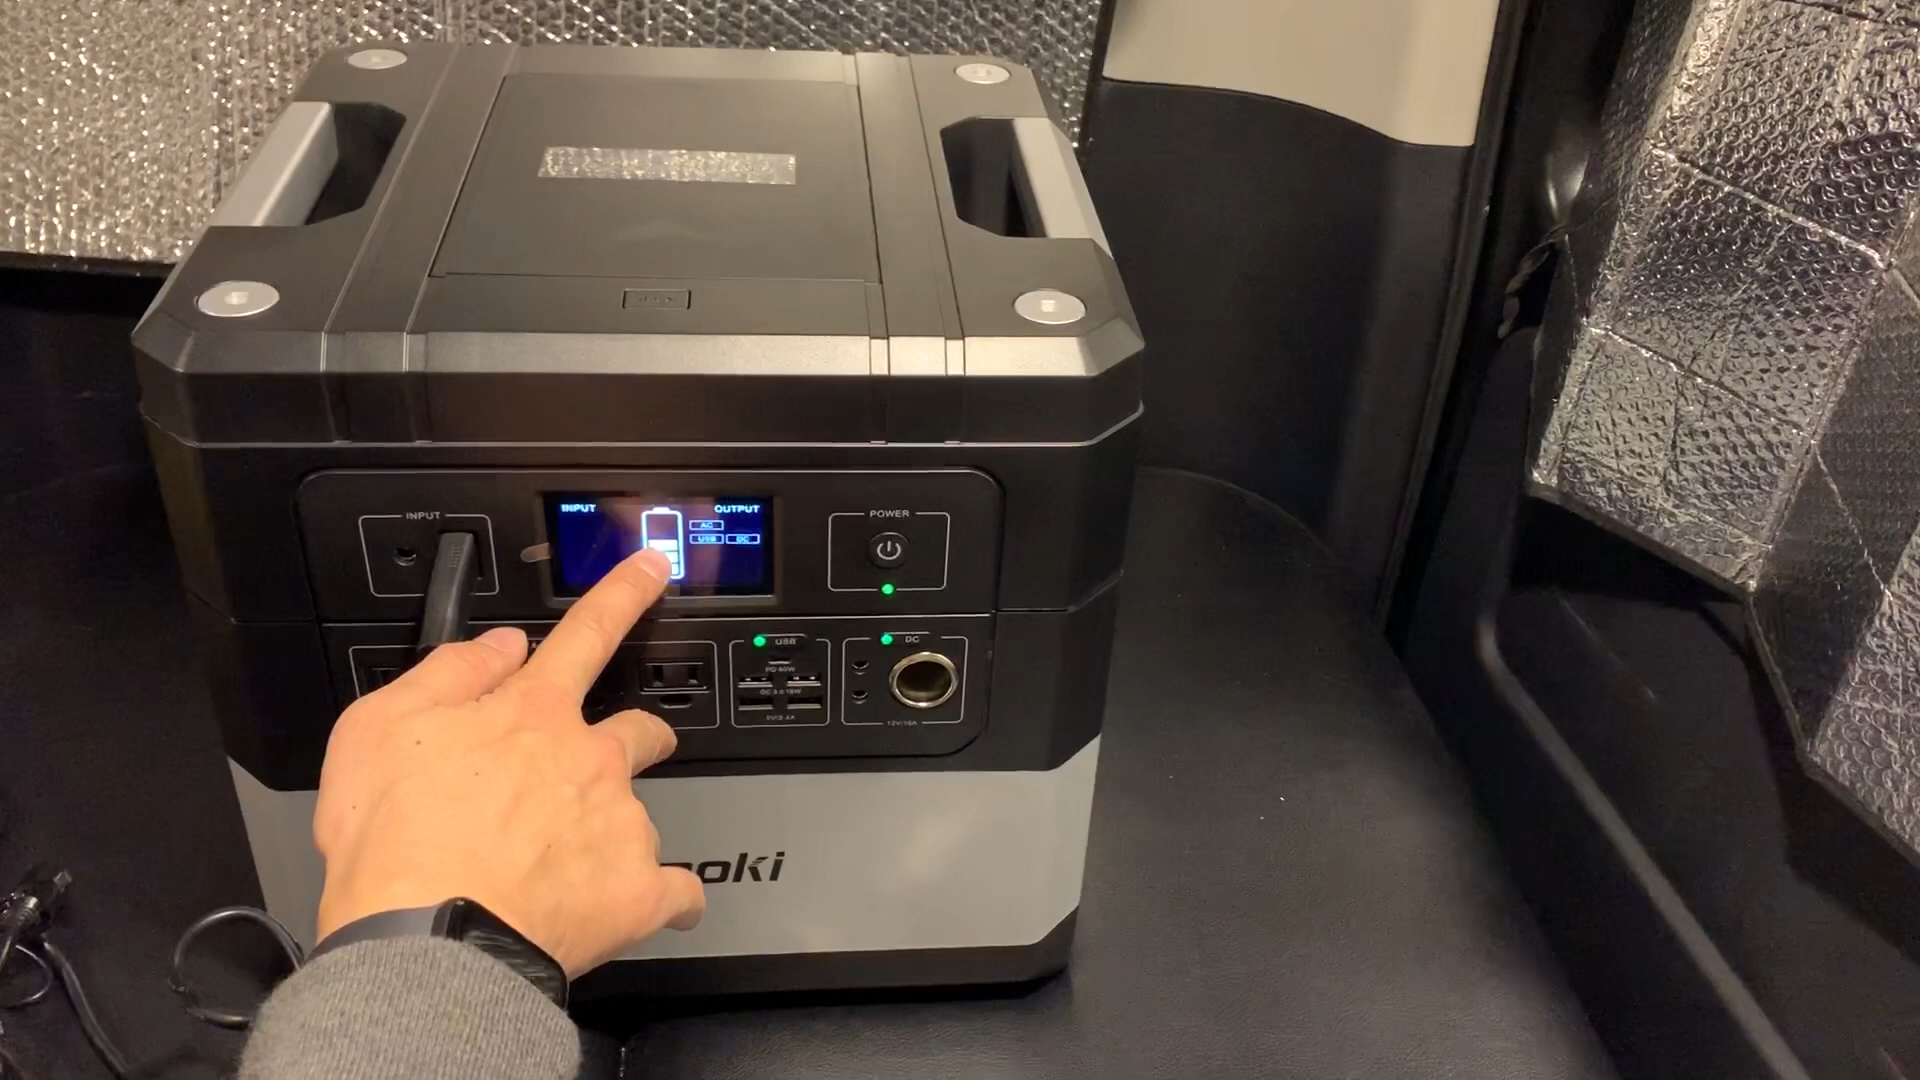 INPUT
INPUT
OUTPUT
AC
USB
DC
POWER
USB
PD 60W
QC 3.0 18W
5V/2.4A
DC
12V/10A
oki